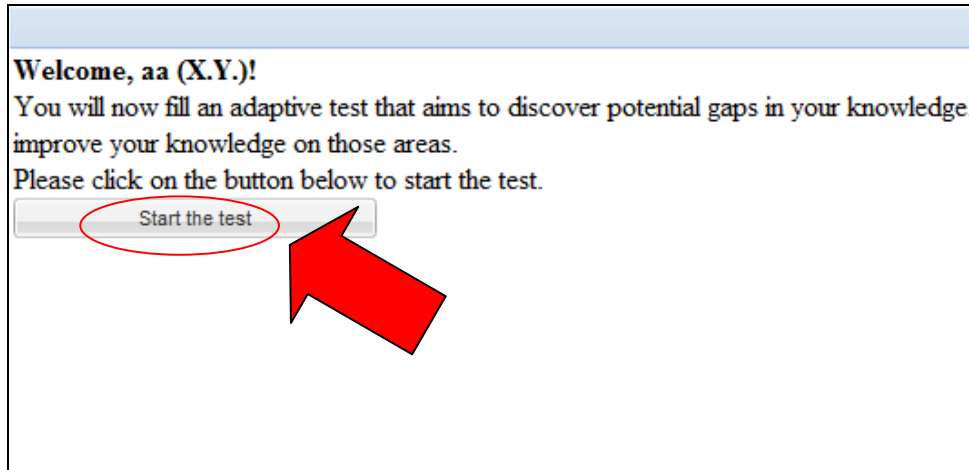 Welcome, aa (X.Y.)!
You will now fill an adaptive test that aims to discover potential gaps in your knowledge.
improve your knowledge on those areas.
Please click on the button below to start the test.
Start the test